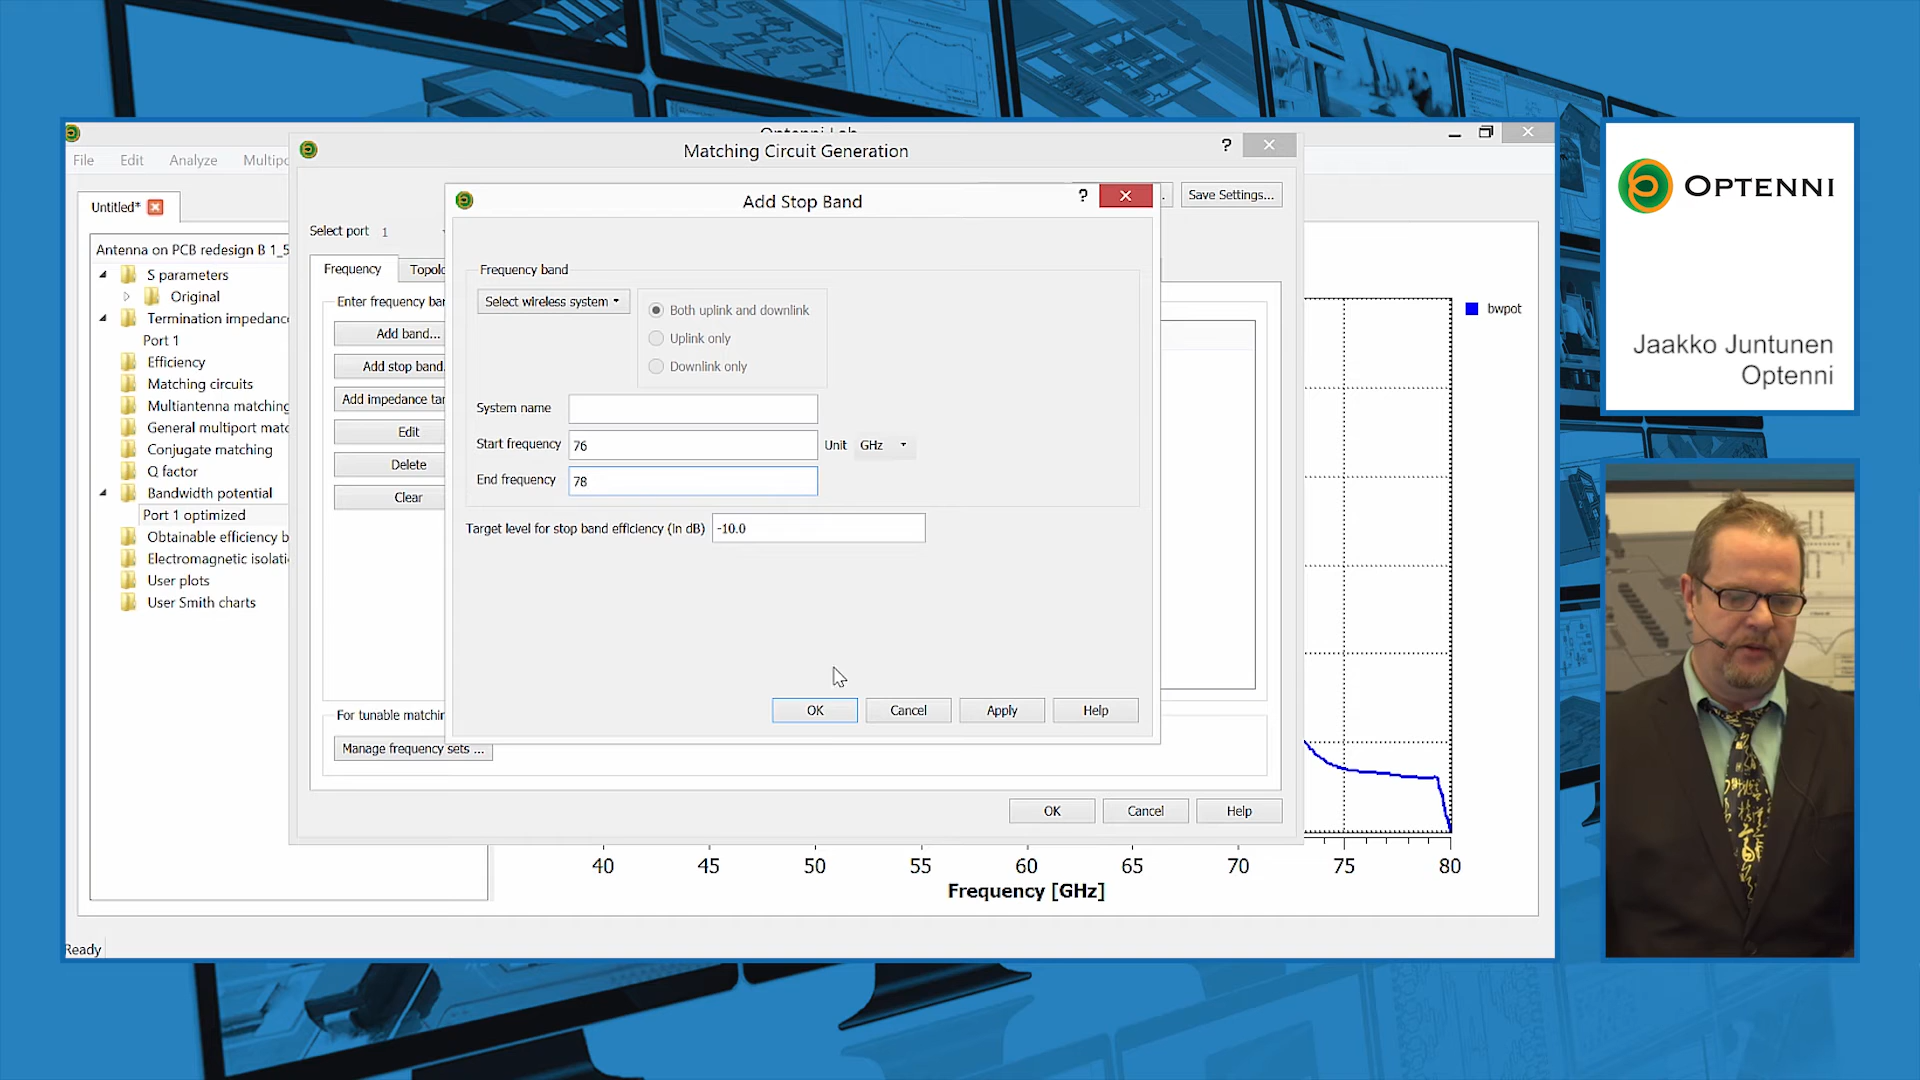 Optenni Lab
File
Edit
Analyze
Matching Circuit Generation
?
Untitled*
Add Stop Band
?
Save Settings...
OPTENNI
Jaakko Juntunen
Optenni
Select port 1
Antenna on PCB redesign B 1_5
S parameters
Original
Termination impedance
Port 1
Efficiency
Matching circuits
Multiantenna matching
General multiport matc
Conjugate matching
Q factor
Bandwidth potential
Port 1 optimized
Obtainable efficiency b
Electromagnetic isolati
User plots
User Smith charts
Frequency
Topolo
Enter frequency ban
Add band...
Add stop band.
Add impedance tar
Edit
Delete
Clear
For tunable matchin
Manage frequency sets ...
Frequency band
Select wireless system
Both uplink and downlink
Uplink only
Downlink only
System name
Start frequency 76 Unit GHz
End frequency 78
Target level for stop band efficiency (in dB) -10.0
OK Cancel Apply Help
OK Cancel Help
bwpot
40 45 50 55 60 65 70 75 80
Frequency [GHz]
Ready